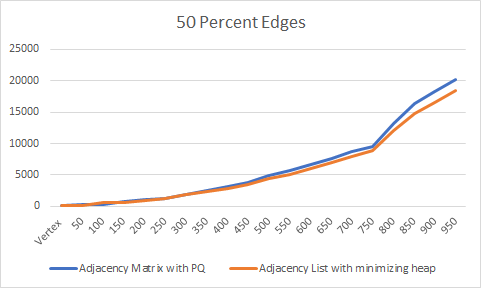 50 Percent Edges
25000
20000
15000
10000
5000
0
Vertex 50 100 150 200 250 300 350 400 450 500 550 600 650 700 750 800 850 900 950
Adjacency Matrix with PQ Adjacency List with minimizing heap